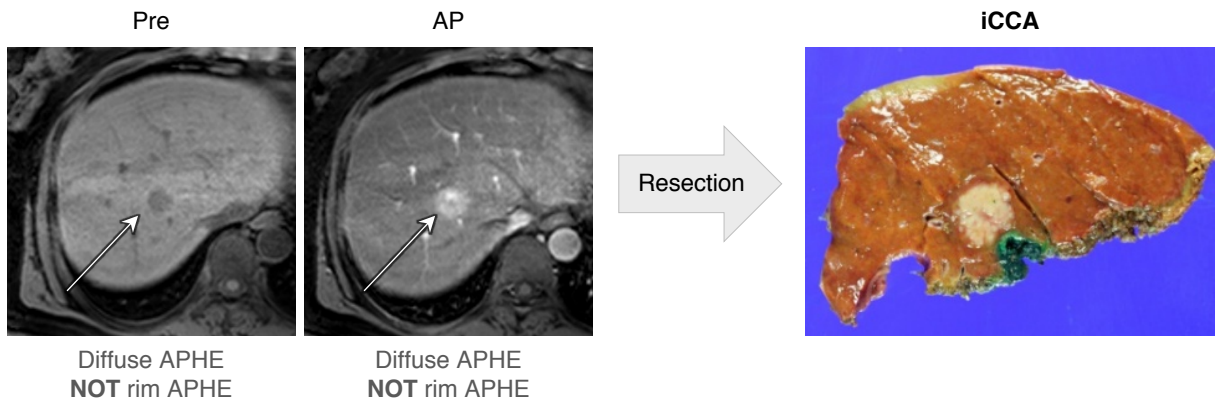 Pre
AP
iCCA
Resection
Diffuse APHE
NOT rim APHE
Diffuse APHE
NOT rim APHE